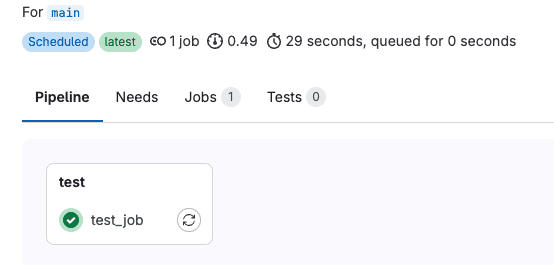 For main
Scheduled latest 1 job 0.49 29 seconds, queued for 0 seconds
Pipeline Needs Jobs 1 Tests 0
test
test_job